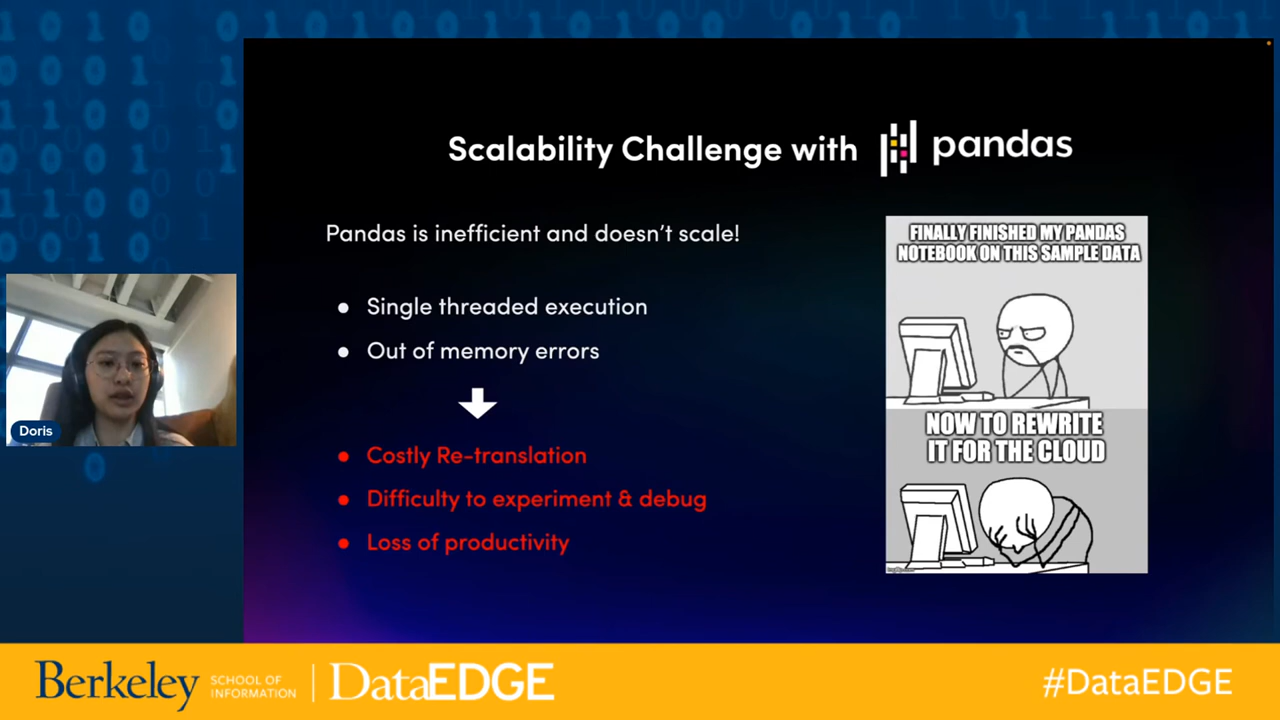 Scalability Challenge with pandas
Pandas is inefficient and doesn't scale!
● Single threaded execution
● Out of memory errors
● Costly Re-translation
● Difficulty to experiment & debug
● Loss of productivity
FINALLY FINISHED MY PANDAS
NOTEBOOK ON THIS SAMPLE DATA
NOW TO REWRITE
IT FOR THE CLOUD
imgflip.com
Doris
Berkeley SCHOOL OF
INFORMATION
DataEDGE
#DataEDGE